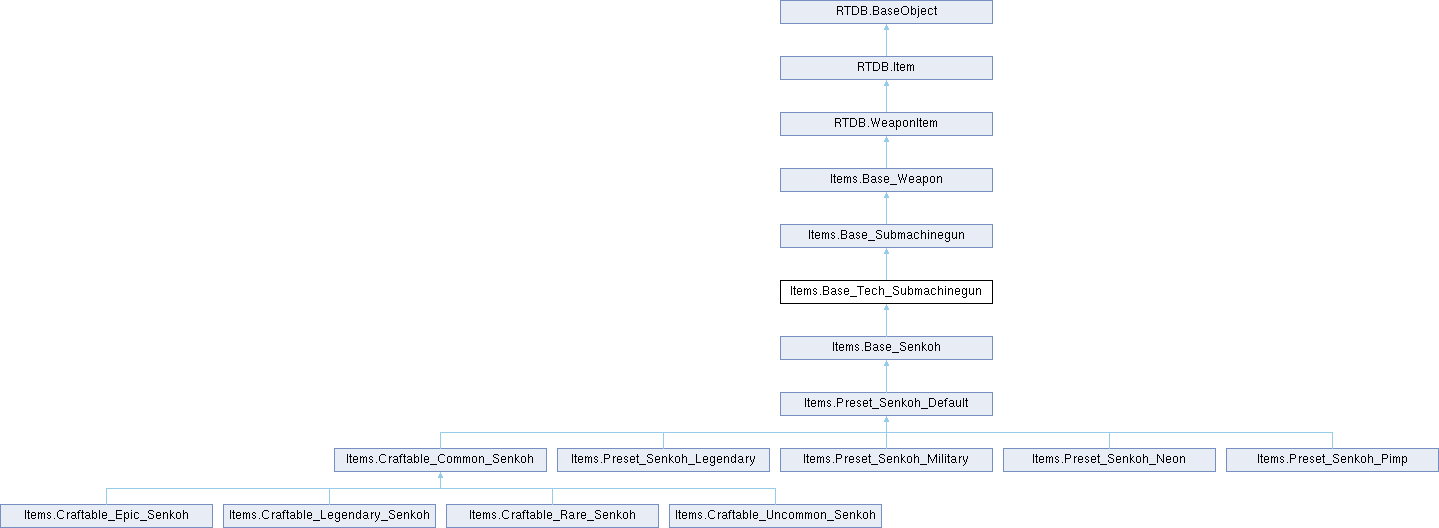 RTDB.BaseObject
RTDB.Item
RTDB.WeaponItem
Items.Base_Weapon
Items.Base_Submachinegun
Items.Base_Tech_Submachinegun
Items.Base_Senkoh
Items.Preset_Senkoh_Default
Items.Craftable_Common_Senkoh
Items.Preset_Senkoh_Legendary
Items.Preset_Senkoh_Military
Items.Preset_Senkoh_Neon
Items.Preset_Senkoh_Pimp
Items.Craftable_Epic_Senkoh
Items.Craftable_Legendary_Senkoh
Items.Craftable_Rare_Senkoh
Items.Craftable_Uncommon_Senkoh